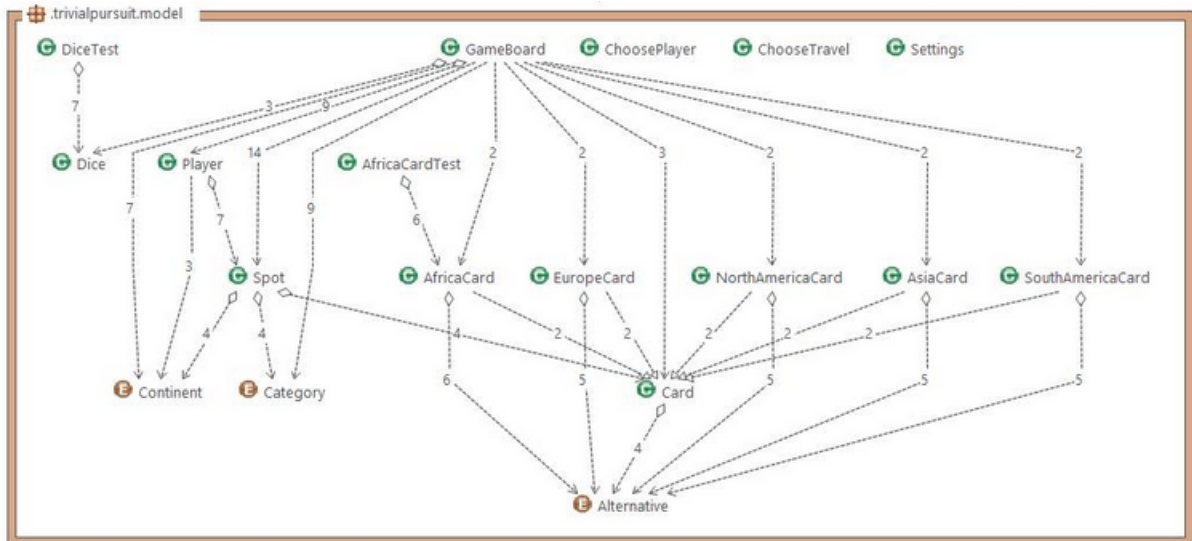 .trivialpursuit.model
DiceTest GameBoard ChoosePlayer ChooseTravel Settings
7 3 9
Dice Player 14 AfricaCardTest 2 2 3 2 2 2
7 7 9 6
3 Spot AfricaCard EuropeCard NorthAmericaCard AsiaCard SouthAmericaCard
4 4 4 2 2 2 2 2
Continent Category 6 5 Card 5 5 5
4
Alternative